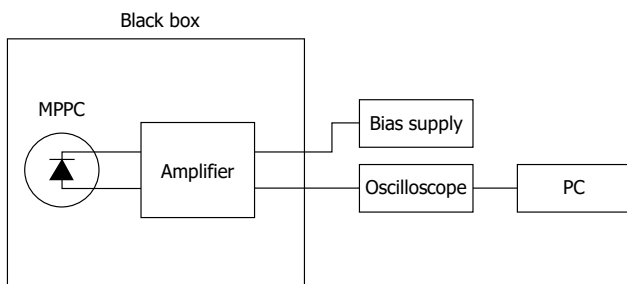 Black box
MPPC
Amplifier
Bias supply
Oscilloscope
PC